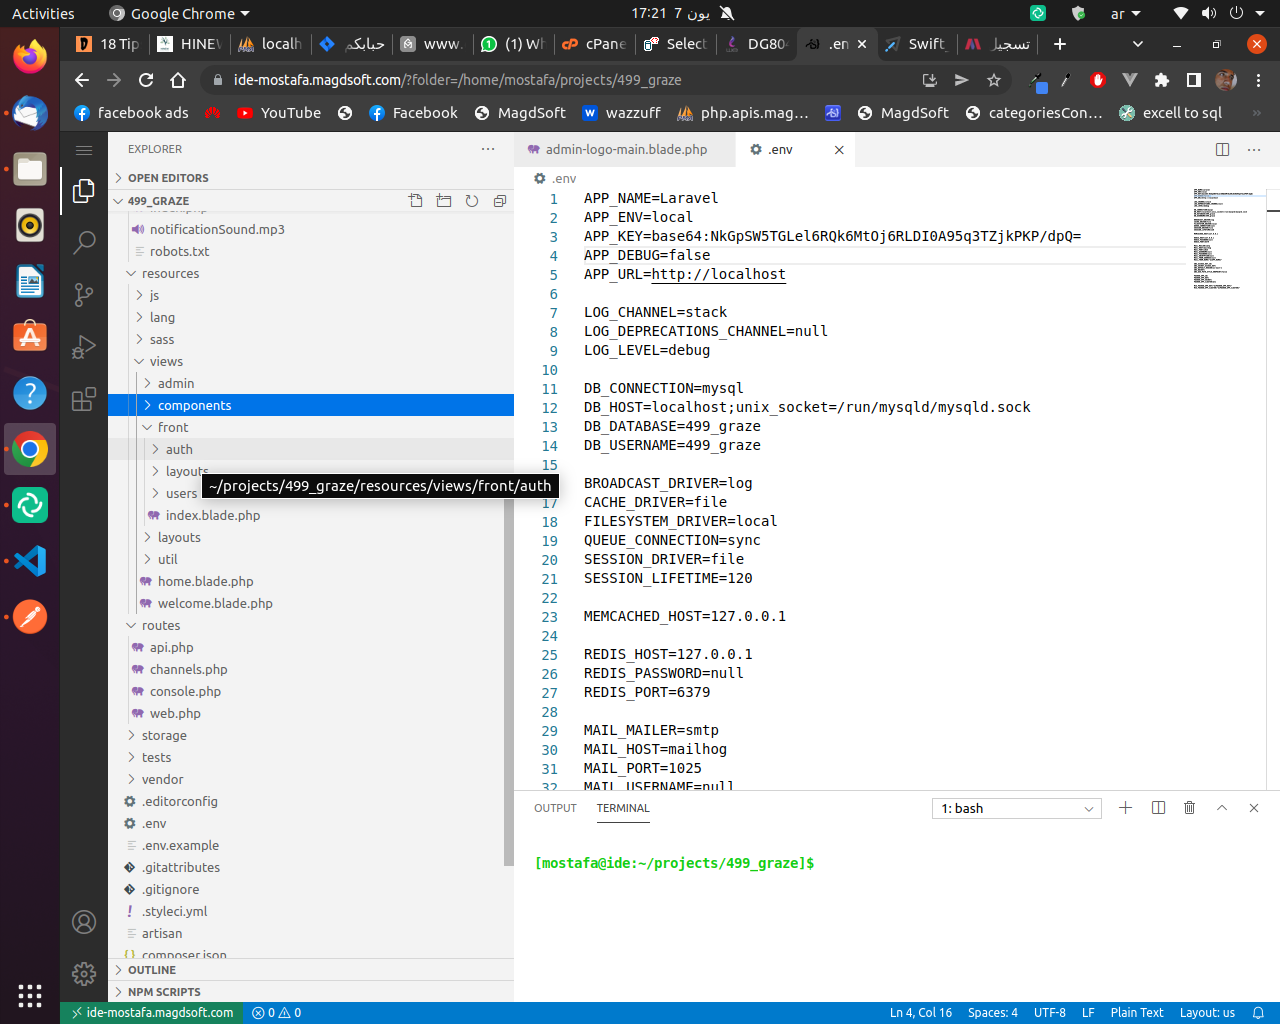 Activities
Google Chrome
17:21 7 يون
ar
18 Tip
HINEV
localh
حبابكم
www.
(1) Wh
cPane
Select
DG804
.en
Swift_
تسجيل
ide-mostafa.magdsoft.com/?folder=/home/mostafa/projects/499_graze
facebook ads
YouTube
Facebook
MagdSoft
wazzuff
php.apis.mag...
MagdSoft
categoriesCon...
excell to sql
»
EXPLORER
OPEN EDITORS
499_GRAZE
notificationSound.mp3
robots.txt
resources
js
lang
sass
views
admin
components
front
auth
layouts
~/projects/499_graze/resources/views/front/auth
users
index.blade.php
layouts
util
home.blade.php
welcome.blade.php
routes
api.php
channels.php
console.php
web.php
storage
tests
vendor
.editorconfig
.env
.env.example
.gitattributes
.gitignore
.styleci.yml
artisan
composer.json
OUTLINE
NPM SCRIPTS
admin-logo-main.blade.php
.env
.env
1 APP_NAME=Laravel
2 APP_ENV=local
3 APP_KEY=base64:NkGpSW5TGLel6RQk6MtOj6RLDI0A95q3TZjkPKP/dpQ=
4 APP_DEBUG=false
5 APP_URL=http://localhost
6
7 LOG_CHANNEL=stack
8 LOG_DEPRECATIONS_CHANNEL=null
9 LOG_LEVEL=debug
10
11 DB_CONNECTION=mysql
12 DB_HOST=localhost;unix_socket=/run/mysqld/mysqld.sock
13 DB_DATABASE=499_graze
14 DB_USERNAME=499_graze
15
BROADCAST_DRIVER=log
17 CACHE_DRIVER=file
18 FILESYSTEM_DRIVER=local
19 QUEUE_CONNECTION=sync
20 SESSION_DRIVER=file
21 SESSION_LIFETIME=120
22
23 MEMCACHED_HOST=127.0.0.1
24
25 REDIS_HOST=127.0.0.1
26 REDIS_PASSWORD=null
27 REDIS_PORT=6379
28
29 MAIL_MAILER=smtp
30 MAIL_HOST=mailhog
31 MAIL_PORT=1025
32 MAIL_USERNAME=null
OUTPUT
TERMINAL
1: bash
[mostafa@ide:~/projects/499_graze]$
ide-mostafa.magdsoft.com
0
0
Ln 4, Col 16
Spaces: 4
UTF-8
LF
Plain Text
Layout: us